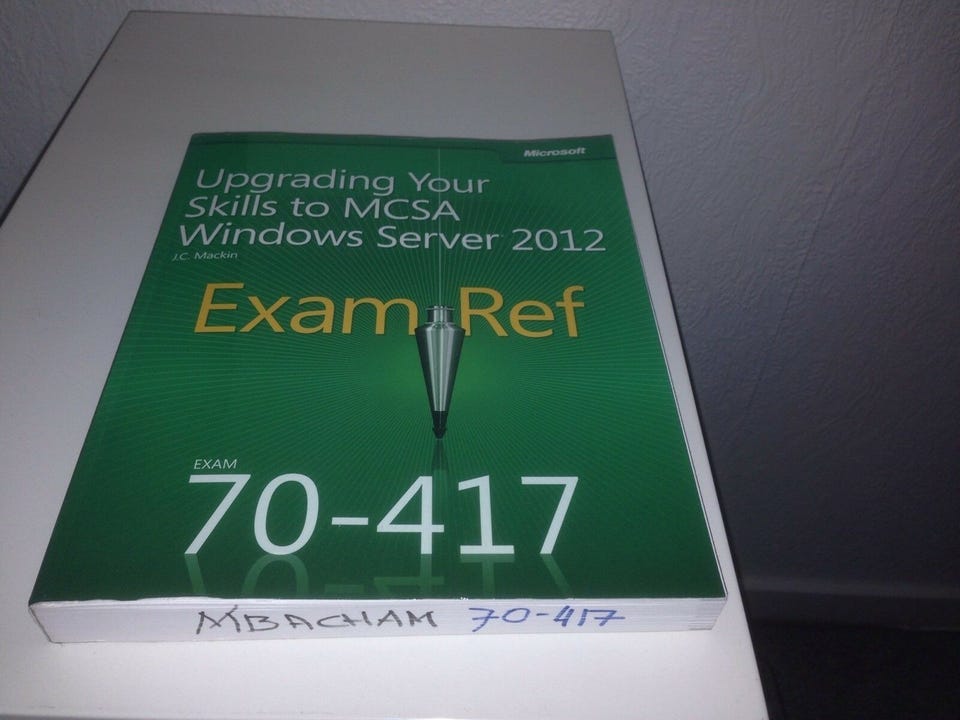 Microsoft
Upgrading Your
Skills to MCSA
Windows Server 2012
J.C. Mackin
Exam Ref
EXAM
70-417
MBACHAM 70-417